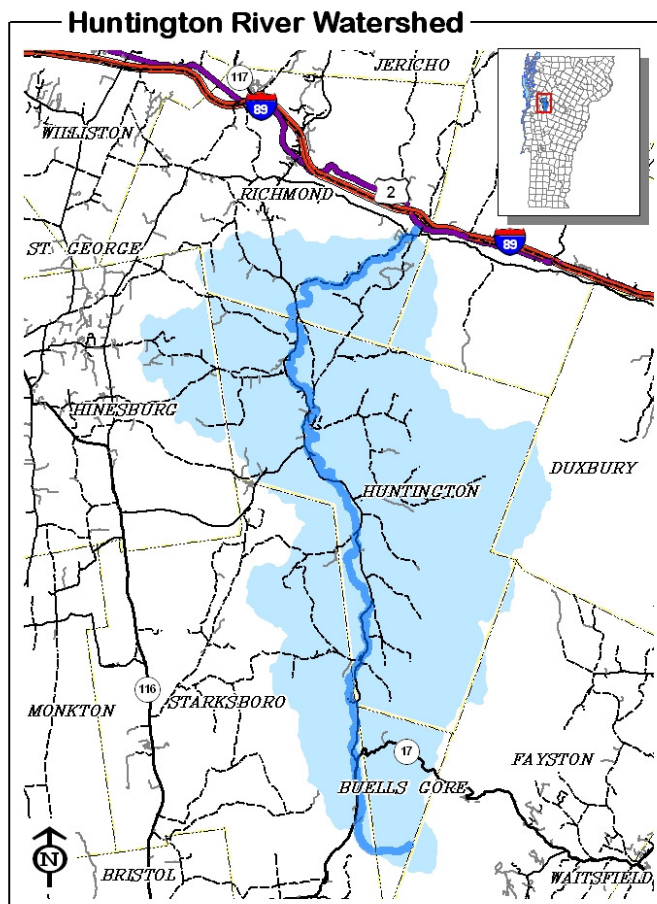 Huntington River Watershed
JERICHO
117
89
WILLISTON
2
RICHMOND
89
ST. GEORGE
HINESBURG
DUXBURY
HUNTINGTON
116
STARKSBORO
MONKTON
17
FAYSTON
BUELLS GORE
N
BRISTOL
WAITSFIELD